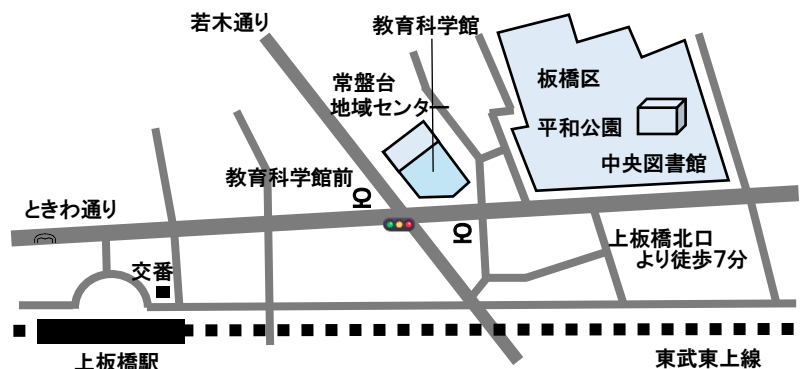 若木通り
教育科学館
常盤台
地域センター
板橋区
平和公園
中央図書館
教育科学館前
ときわ通り
上板橋北口
より徒歩7分
交番
上板橋駅
東武東上線